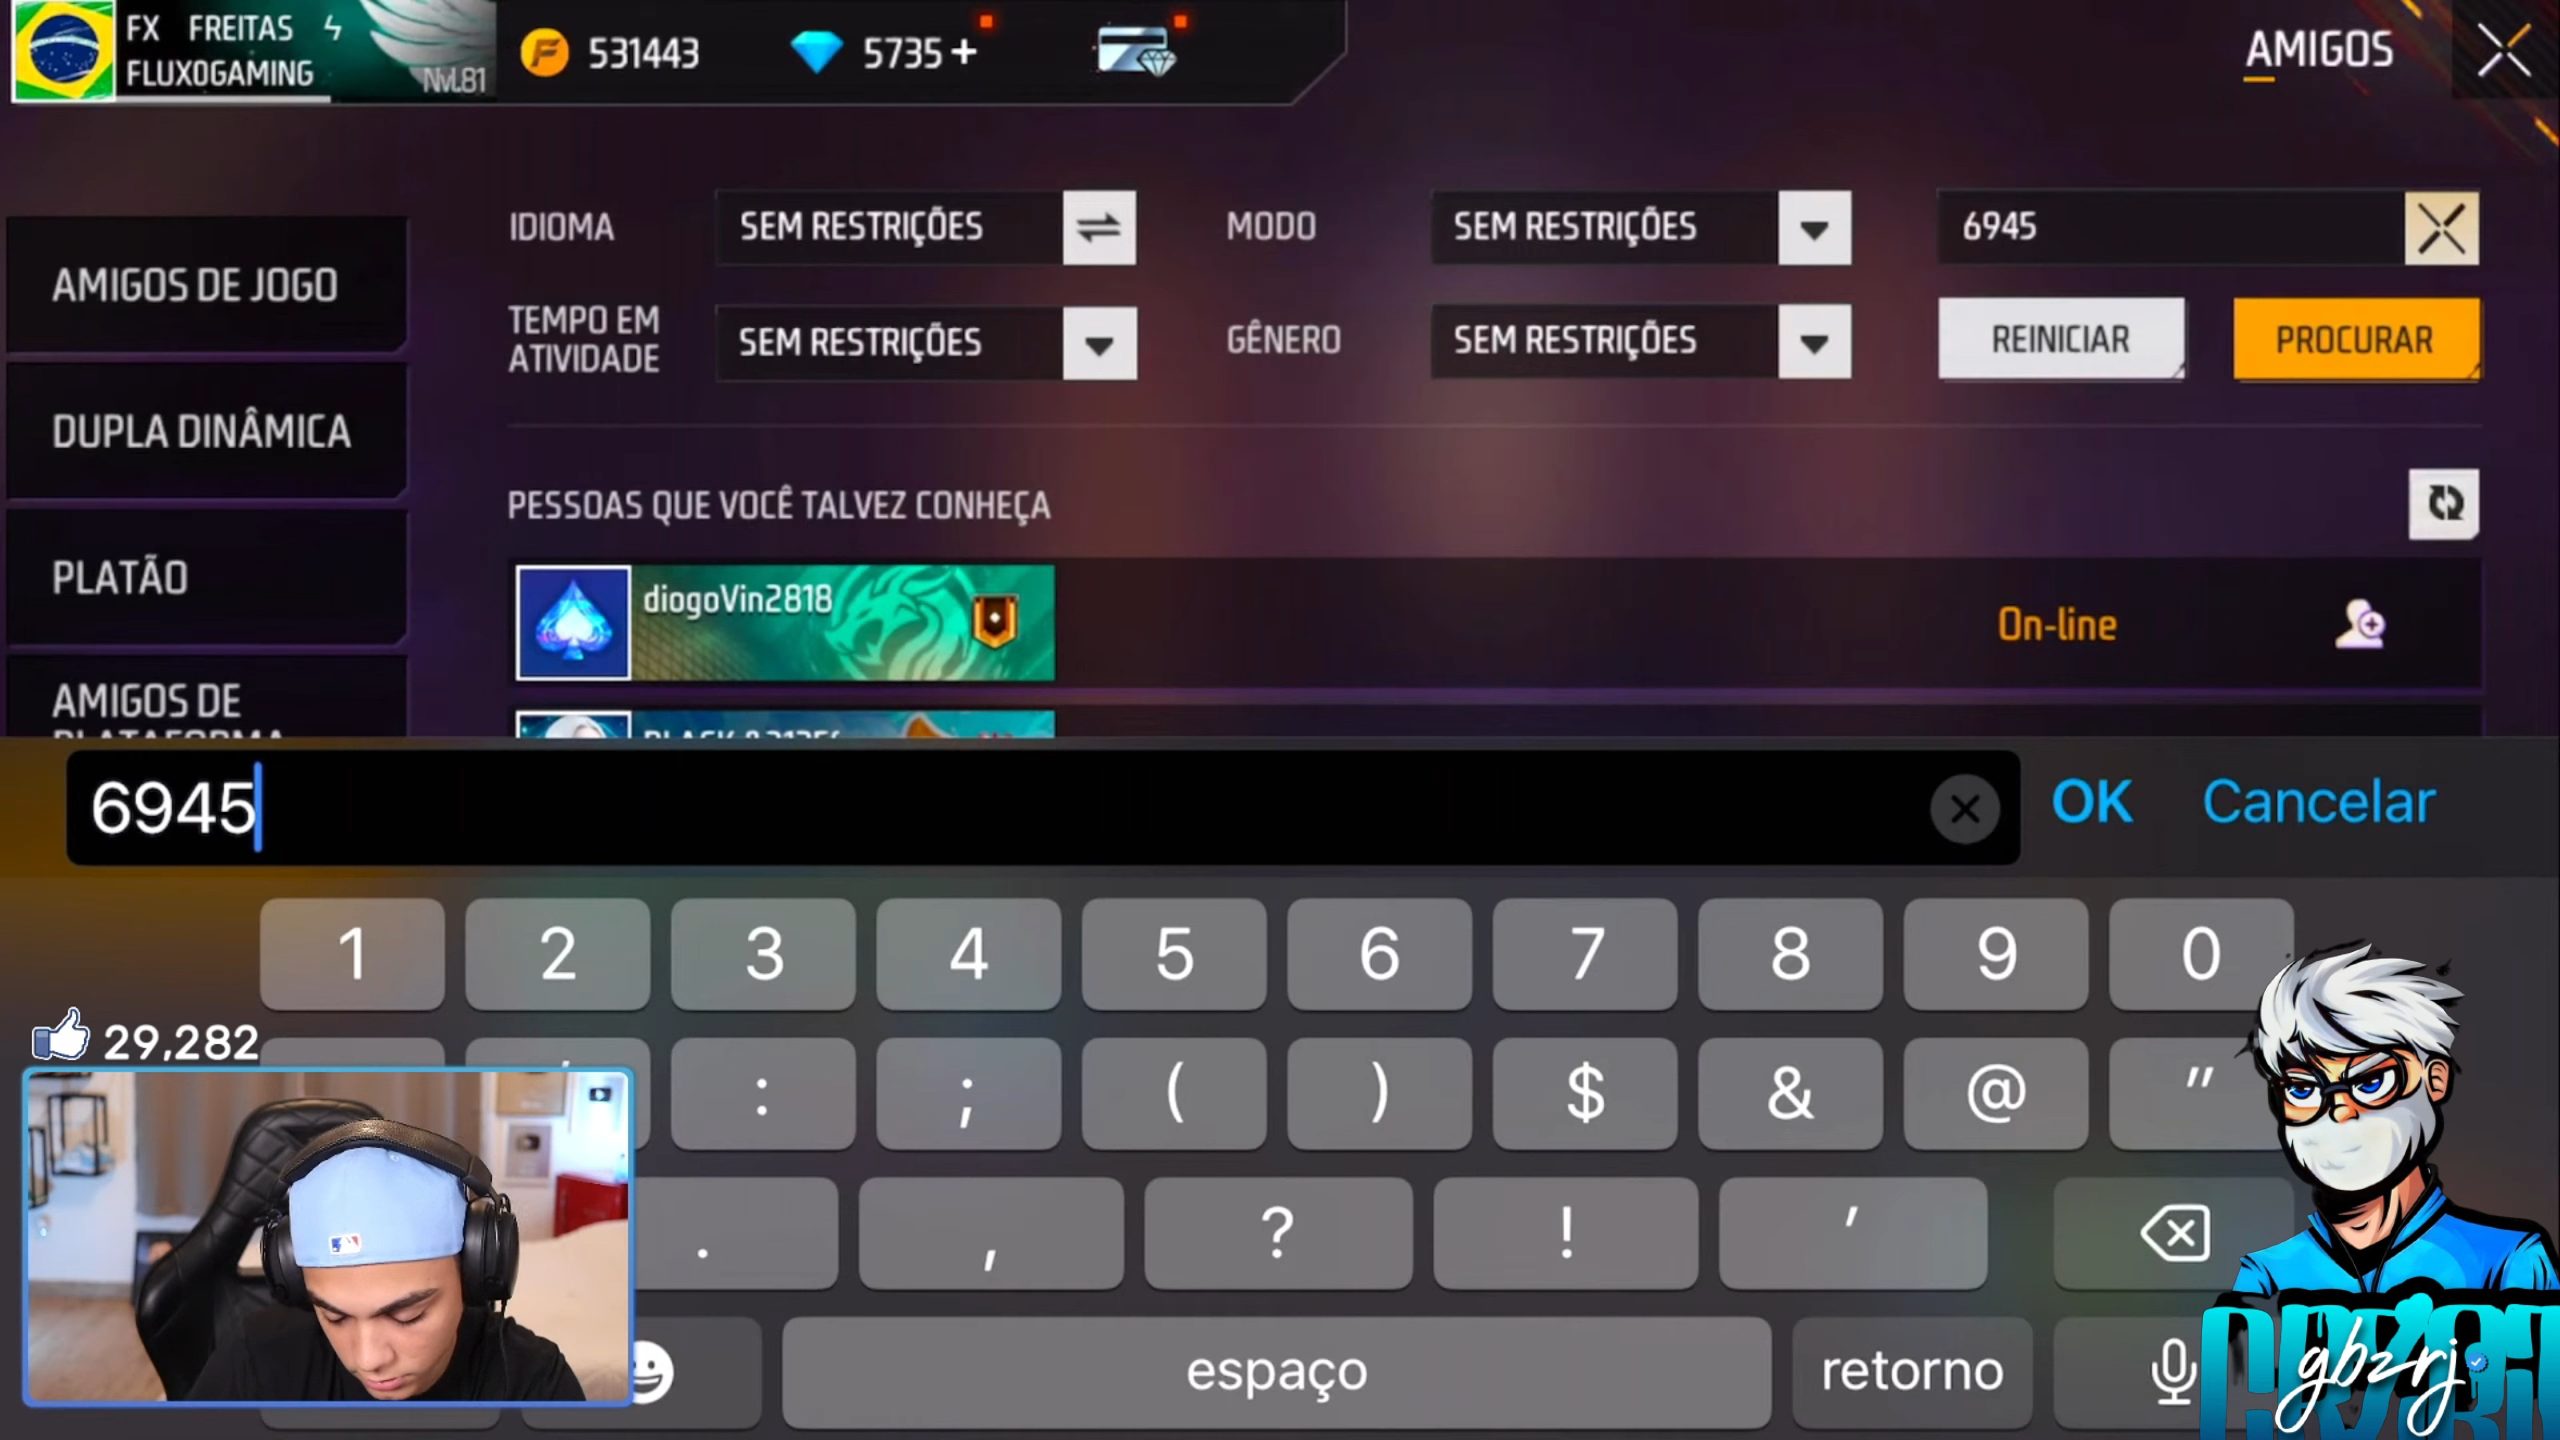 FX FREITAS ϟ
FLUXOGAMING
Nvl.81
531443
5735 +
AMIGOS
IDIOMA
SEM RESTRIÇÕES
MODO
SEM RESTRIÇÕES
6945
TEMPO EM
ATIVIDADE
SEM RESTRIÇÕES
GÊNERO
SEM RESTRIÇÕES
REINICIAR
PROCURAR
AMIGOS DE JOGO
DUPLA DINÂMICA
PLATÃO
AMIGOS DE
PLATAFORMA
PESSOAS QUE VOCÊ TALVEZ CONHEÇA
diogoVin2818
On-line
6945
OK
Cancelar
1 2 3 4 5 6 7 8 9 0
29,282
: ; ( ) $ & @ "
. , ? ! '
espaço
retorno
gbzrj